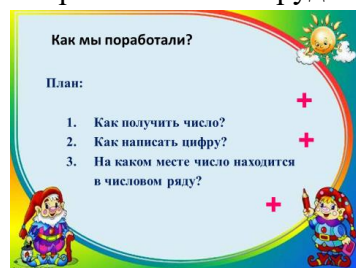 Как мы поработали?
План:
1. Как получить число?
2. Как написать цифру?
3. На каком месте число находится
в числовом ряду?